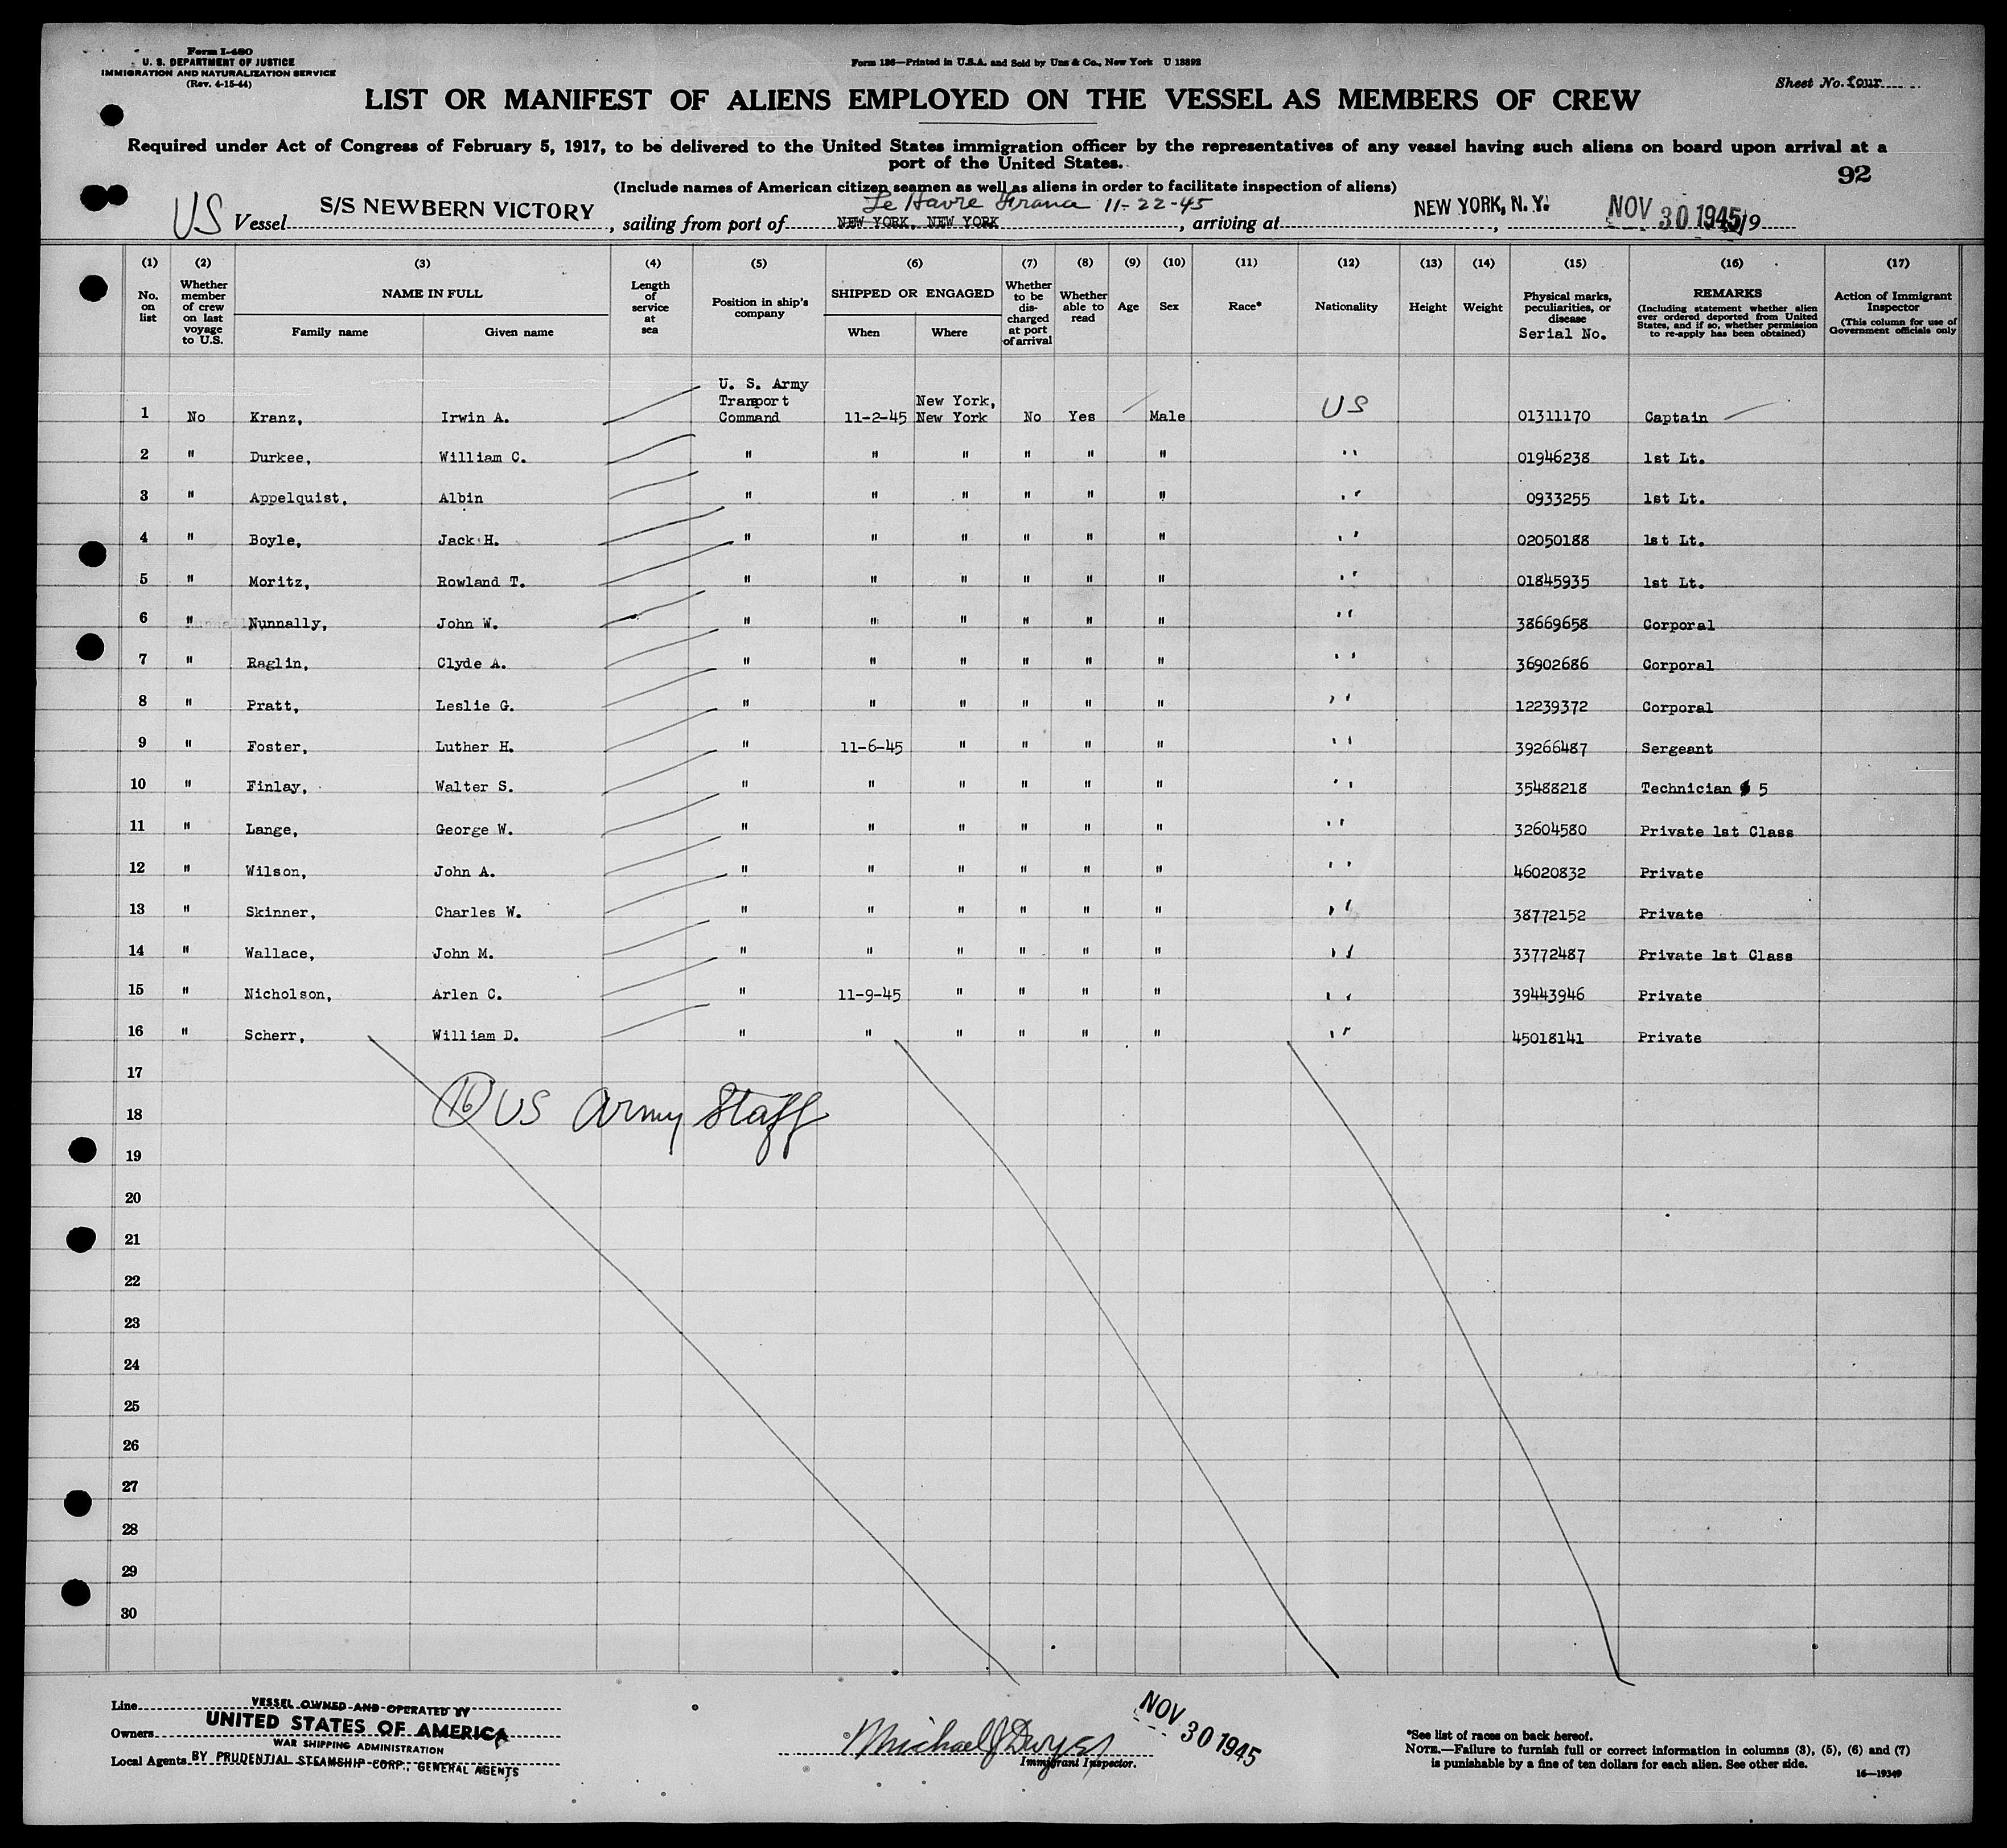 Form I-480
U. S. DEPARTMENT OF JUSTICE
IMMIGRATION AND NATURALIZATION SERVICE
(Rev. 4-15-44)
Form 136—Printed in U.S.A. and Sold by Unz & Co., New York U 13892
Sheet No. four
LIST OR MANIFEST OF ALIENS EMPLOYED ON THE VESSEL AS MEMBERS OF CREW
Required under Act of Congress of February 5, 1917, to be delivered to the United States immigration officer by the representatives of any vessel having such aliens on board upon arrival at a
port of the United States.
92
(Include names of American citizen seamen as well as aliens in order to facilitate inspection of aliens)
Le Havre 11-22-45
US Vessel S/S NEWBERN VICTORY, sailing from port of NEW YORK, NEW YORK, arriving at NEW YORK, N. Y., NOV 30 1945 19
(1) (2) (3) (4) (5) (6) (7) (8) (9) (10) (11) (12) (13) (14) (15) (16) (17)
No. on list
Whether member of crew on last voyage to U.S.
NAME IN FULL
Family name Given name
Length of service at sea
Position in ship's company
SHIPPED OR ENGAGED
When Where
Whether to be discharged at port of arrival
Whether able to read
Age
Sex
Race*
Nationality
Height
Weight
Physical marks, peculiarities, or disease
Serial No.
REMARKS
(Including statement whether alien ever ordered deported from United States, and if so, whether permission to re-apply has been obtained)
Action of Immigrant Inspector
(This column for use of Government officials only
1 No Kranz, Irwin A. U. S. Army Tranport Command 11-2-45 New York, New York No Yes Male US 01311170 Captain
2 " Durkee, William C. " " " " " " " 01946238 1st Lt.
3 " Appelquist, Albin " " " " " " " 0933255 1st Lt.
4 " Boyle, Jack H. " " " " " " " 02050188 1st Lt.
5 " Moritz, Rowland T. " " " " " " " 01845935 1st Lt.
6 " Nunnally, John W. " " " " " " " 38669658 Corporal
7 " Raglin, Clyde A. " " " " " " " 36902686 Corporal
8 " Pratt, Leslie G. " " " " " " " 12239372 Corporal
9 " Foster, Luther H. " 11-6-45 " " " " " 39266487 Sergeant
10 " Finlay, Walter S. " " " " " " " 35488218 Technician 5
11 " Lange, George W. " " " " " " " 32604580 Private 1st Class
12 " Wilson, John A. " " " " " " " 46020832 Private
13 " Skinner, Charles W. " " " " " " " 38772152 Private
14 " Wallace, John M. " " " " " " " 33772487 Private 1st Class
15 " Nicholson, Arlen C. " 11-9-45 " " " " " 39443946 Private
16 " Scherr, William D. " " " " " " " 45018141 Private
17
18 16 US Army Staff
19
20
21
22
23
24
25
26
27
28
29
30
Line VESSEL OWNED AND OPERATED BY
Owners UNITED STATES OF AMERICA
WAR SHIPPING ADMINISTRATION
Local Agents BY PRUDENTIAL STEAMSHIP CORP., GENERAL AGENTS
Michael J Dwyer
Immigrant Inspector.
NOV 30 1945
*See list of races on back hereof.
NOTE.—Failure to furnish full or correct information in columns (3), (5), (6) and (7)
is punishable by a fine of ten dollars for each alien. See other side.
16—19349